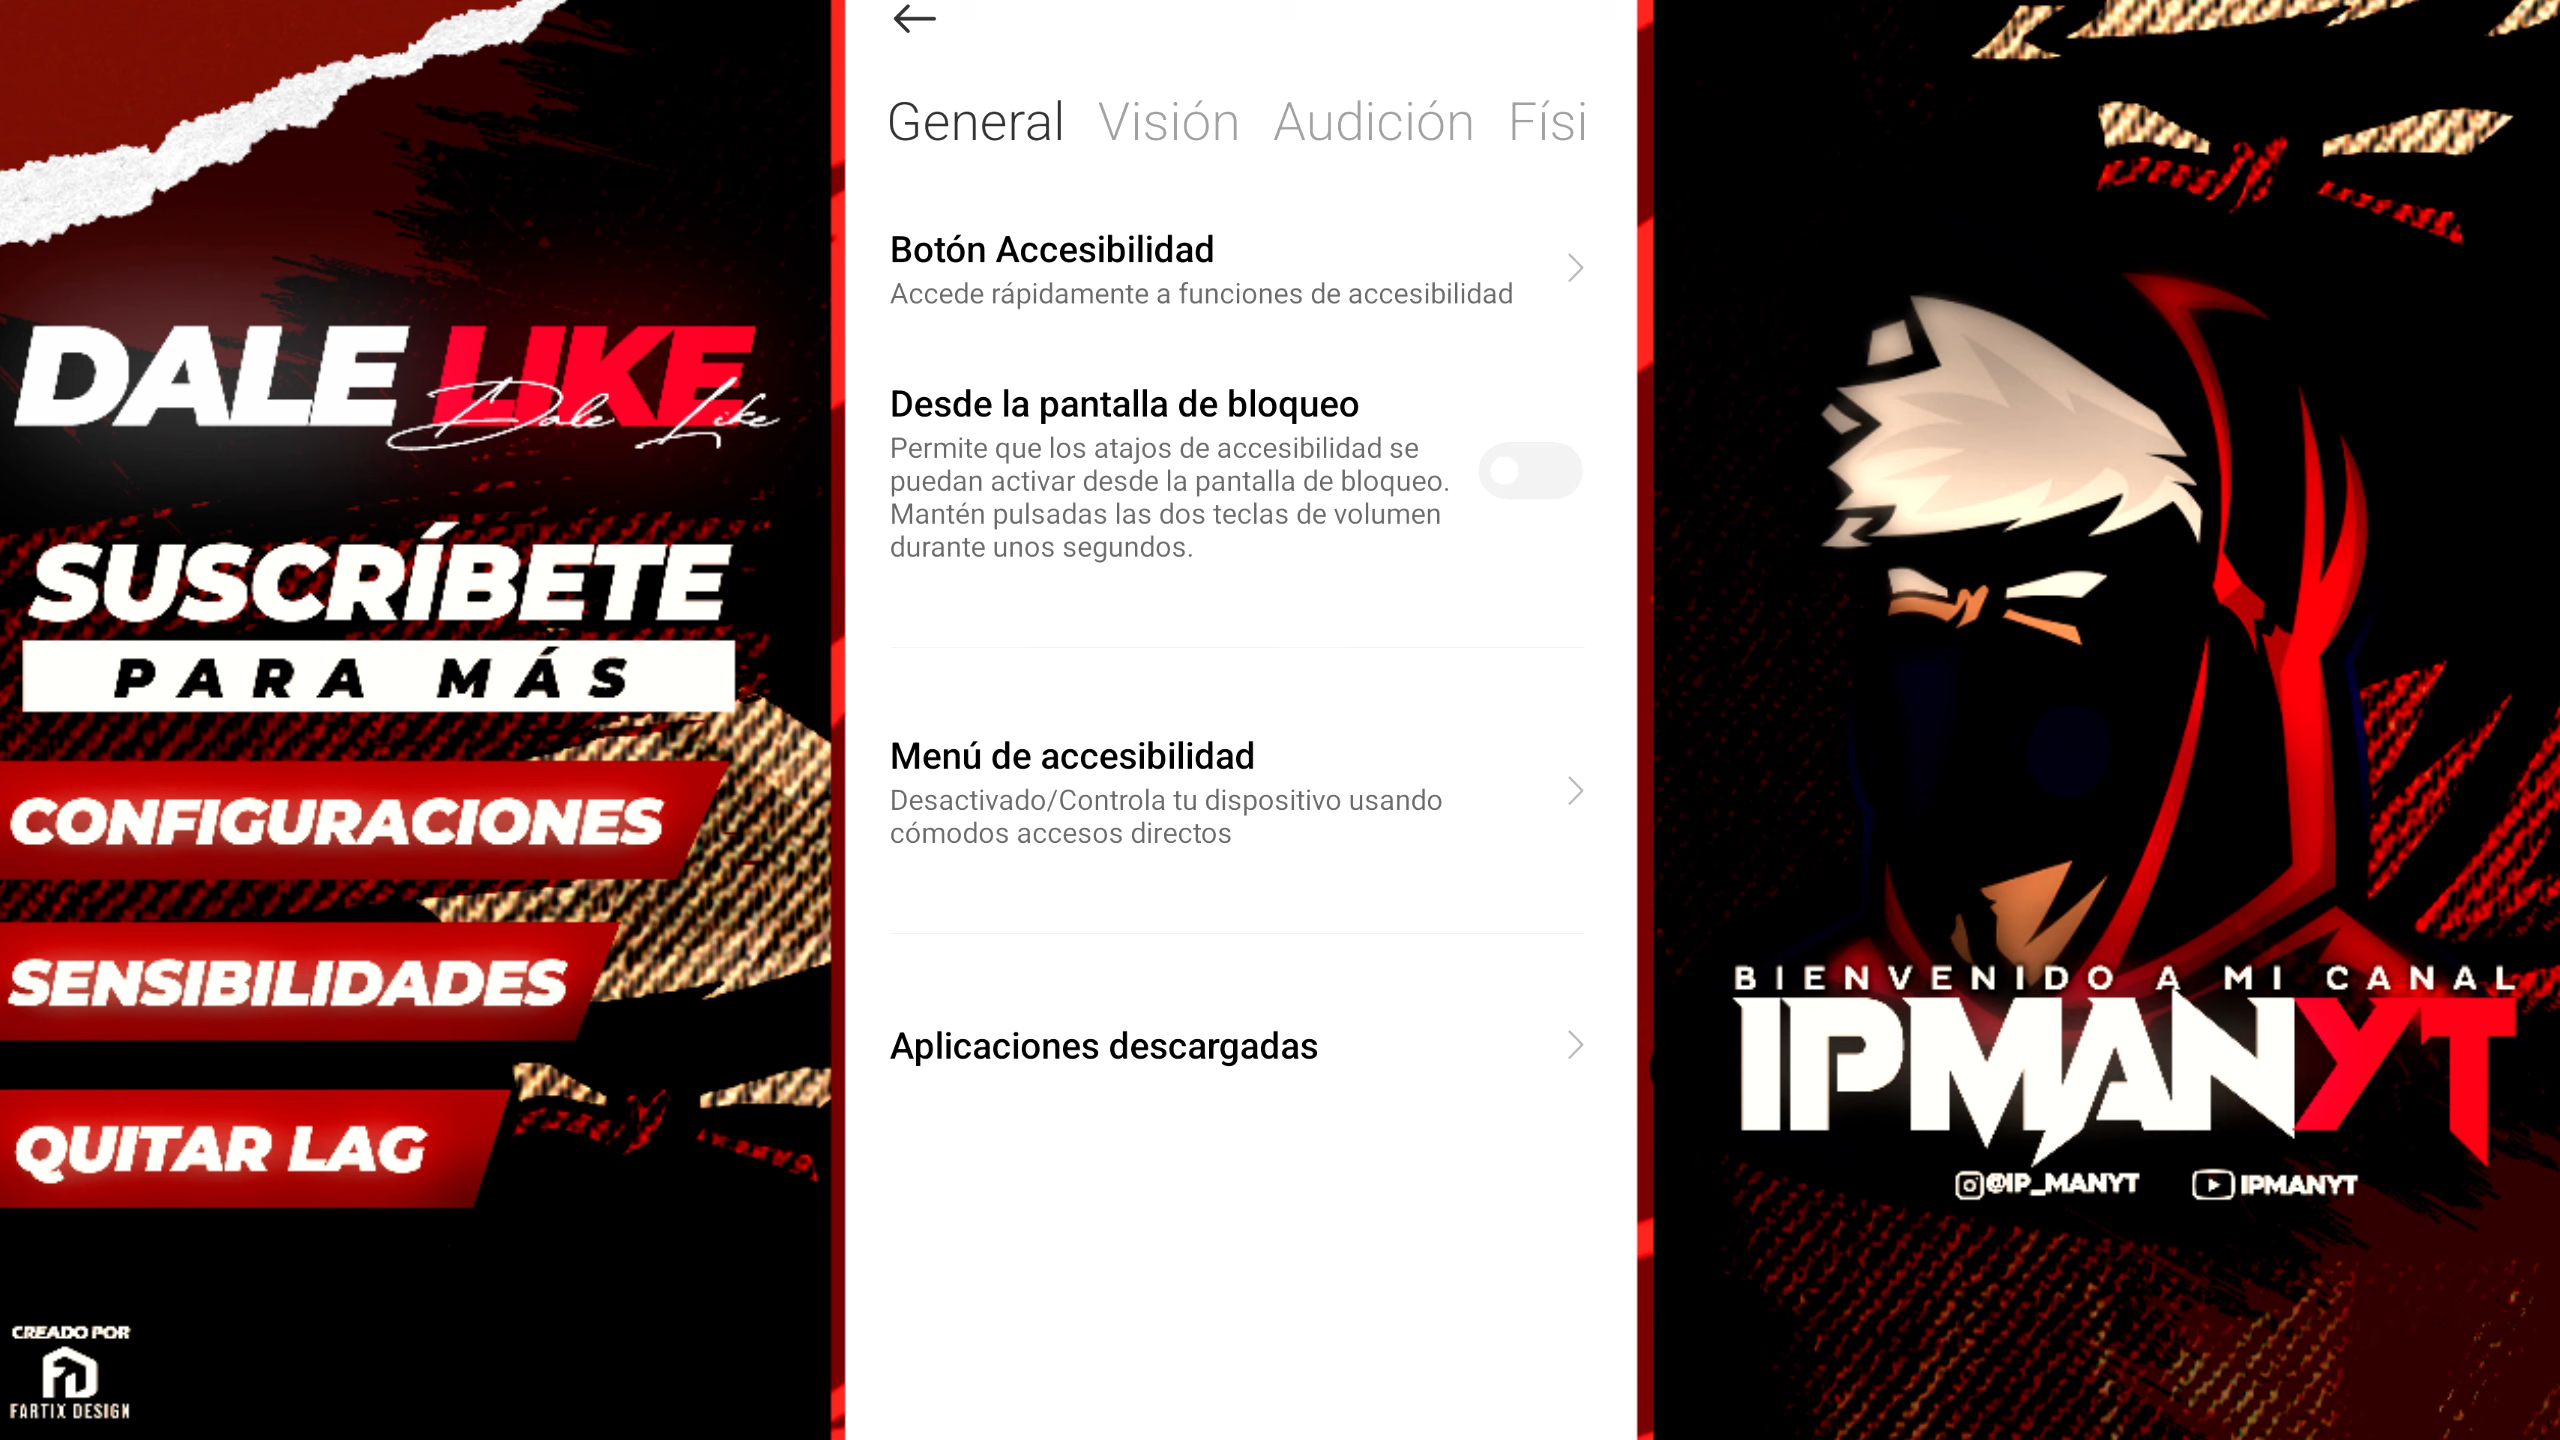 DALE LIKE
Dale Like
SUSCRÍBETE
PARA MÁS
CONFIGURACIONES
SENSIBILIDADES
QUITAR LAG
CREADO POR
FARTIX DESIGN
General Visión Audición Físi
Botón Accesibilidad
Accede rápidamente a funciones de accesibilidad
Desde la pantalla de bloqueo
Permite que los atajos de accesibilidad se
puedan activar desde la pantalla de bloqueo.
Mantén pulsadas las dos teclas de volumen
durante unos segundos.
Menú de accesibilidad
Desactivado/Controla tu dispositivo usando
cómodos accesos directos
Aplicaciones descargadas
BIENVENIDO A MI CANAL
IPMANYT
@IP_MANYT IPMANYT